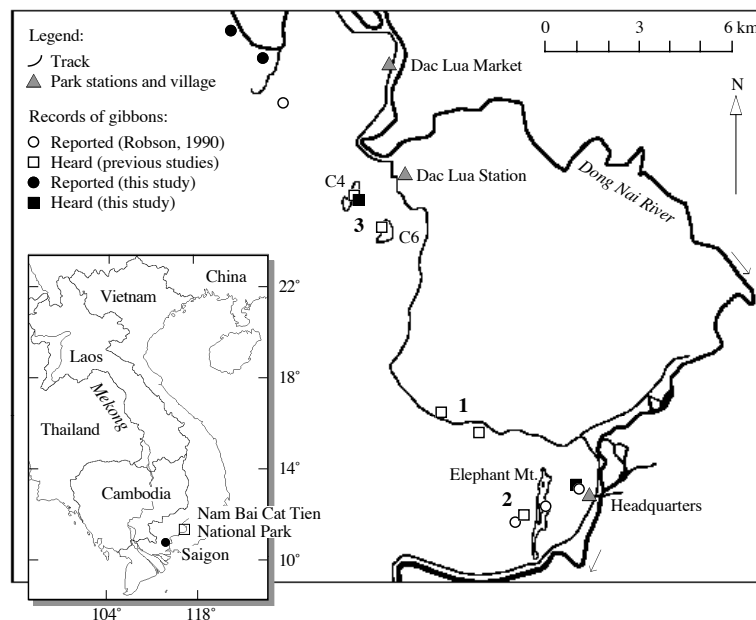 Legend:
Track
Park stations and village
Records of gibbons:
Reported (Robson, 1990)
Heard (previous studies)
Reported (this study)
Heard (this study)
0 3 6 km
N
Dac Lua Market
Dac Lua Station
Dong Nai River
C4
3
C6
1
Elephant Mt.
2
Headquarters
China
Vietnam
Laos
Mekong
Thailand
Cambodia
Nam Bai Cat Tien
National Park
Saigon
22°
18°
14°
10°
104°
118°